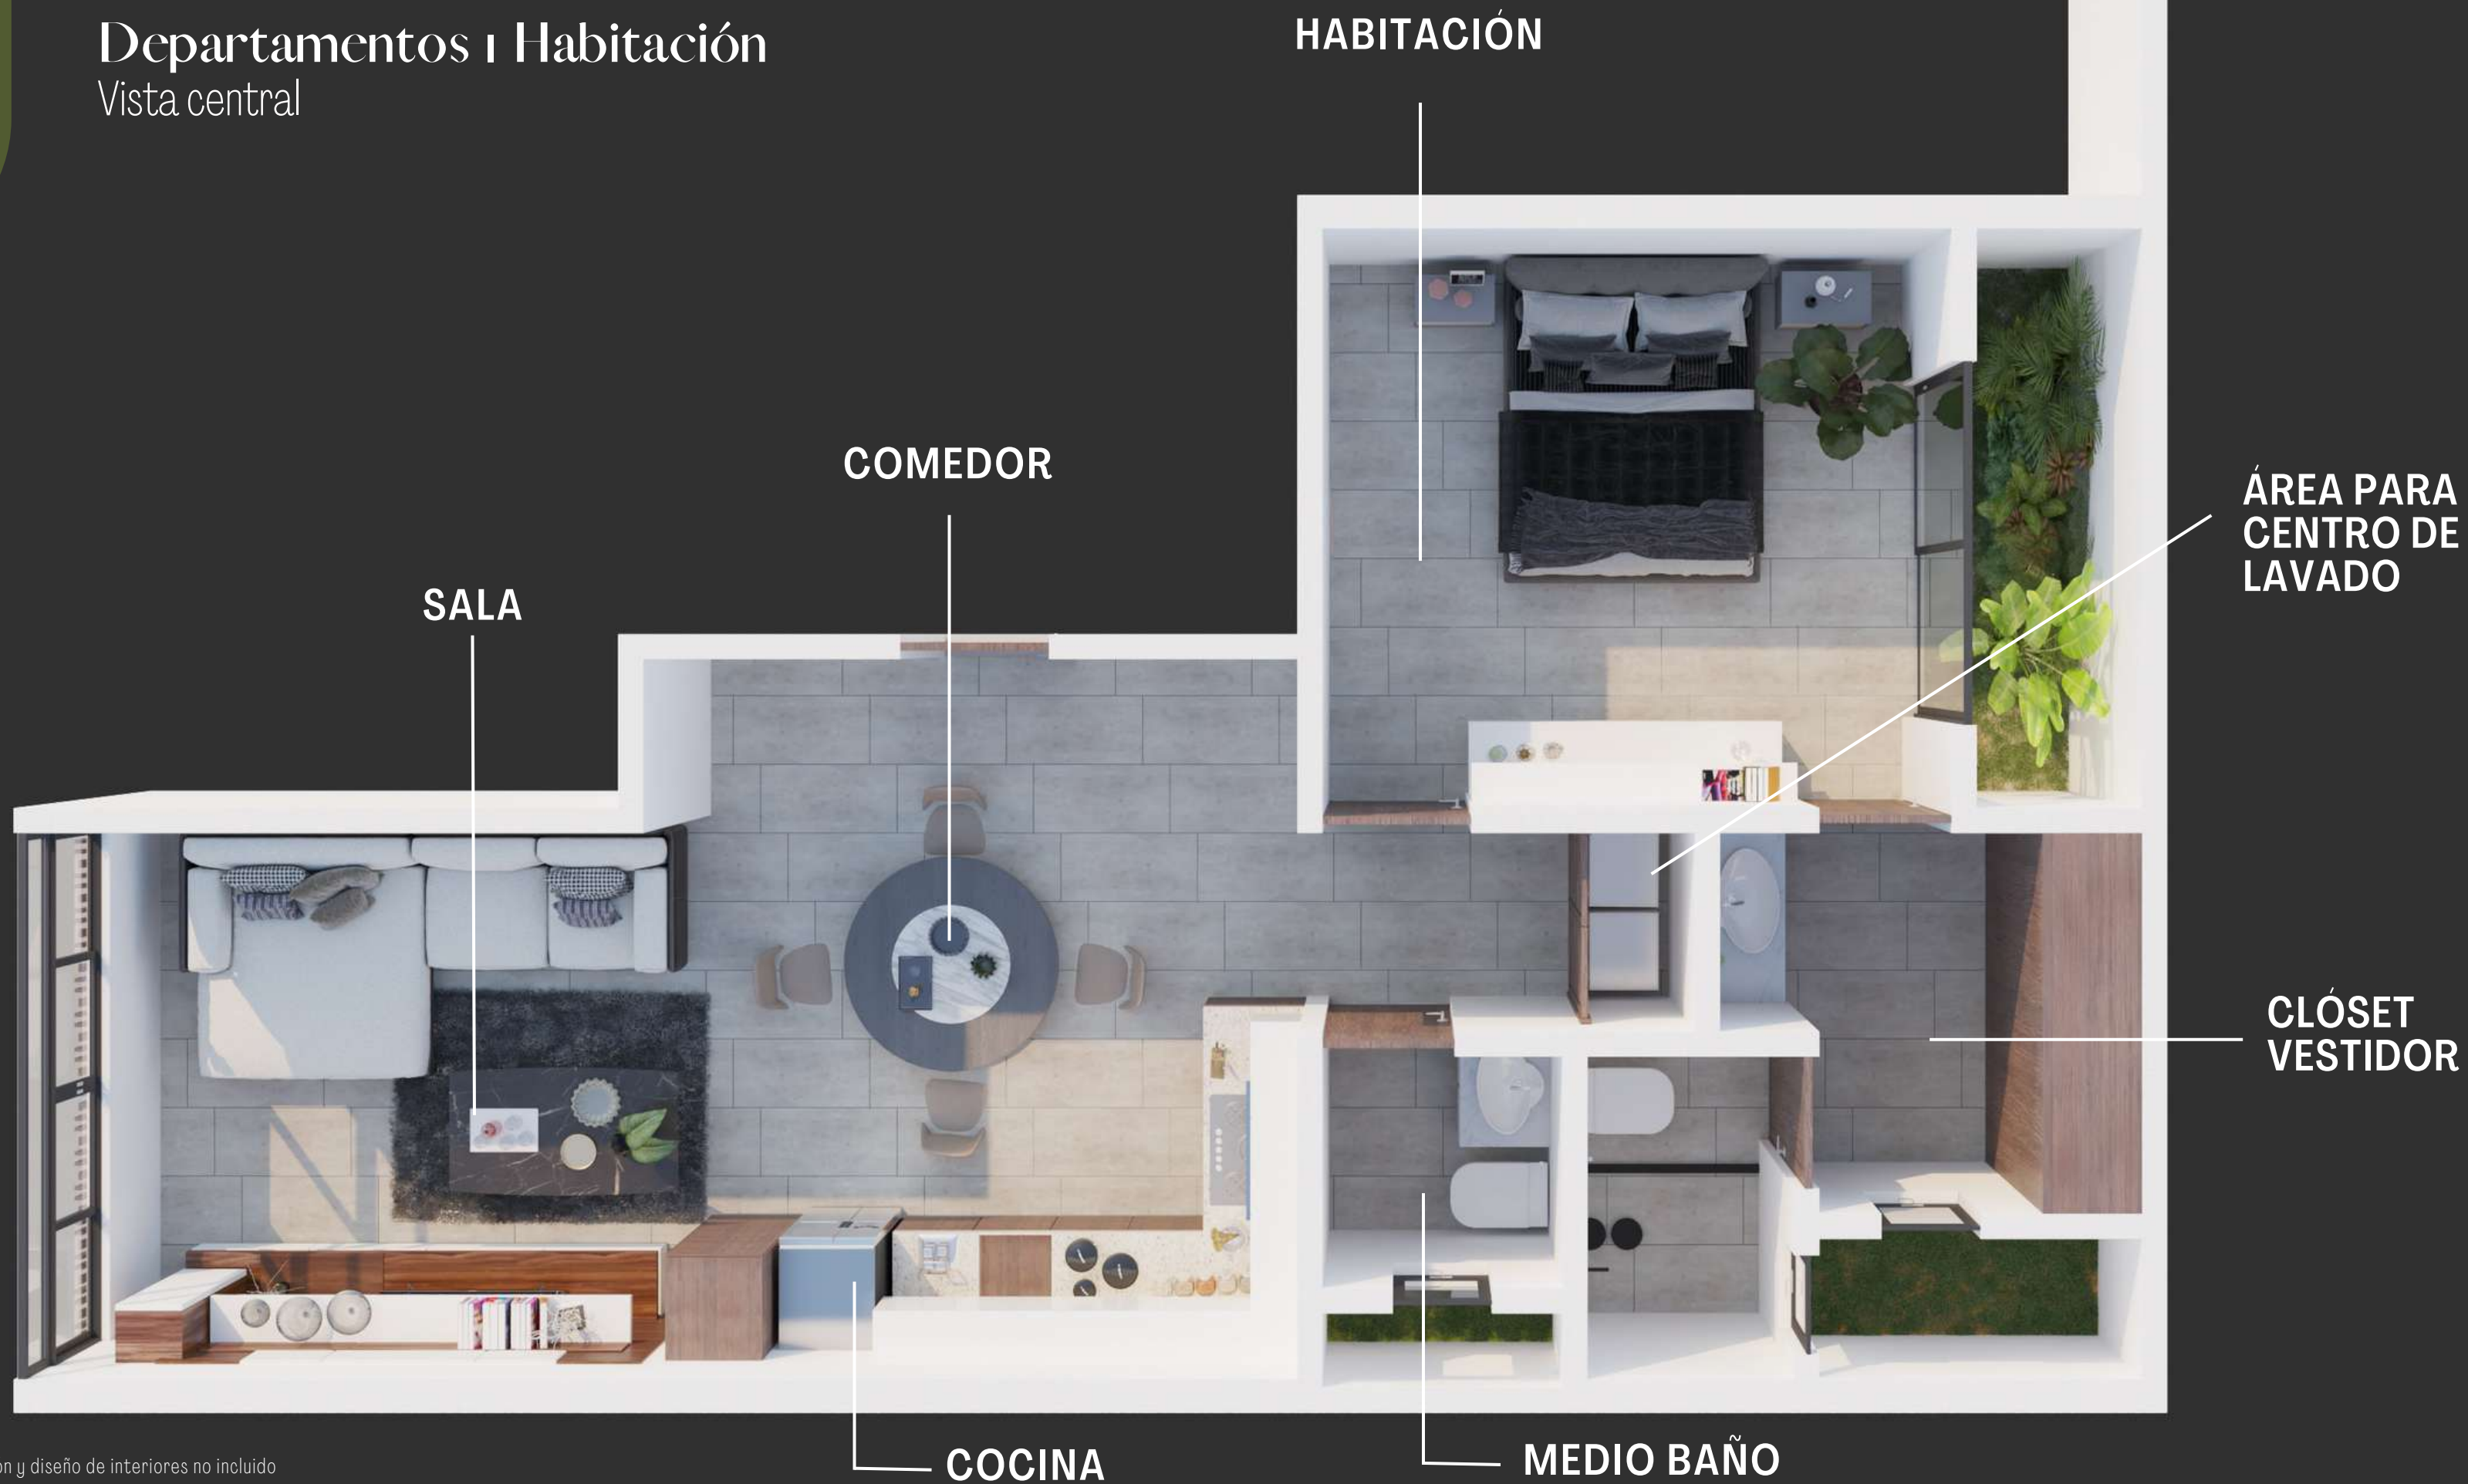 Departamentos 1 Habitación
Vista central
HABITACIÓN
COMEDOR
SALA
ÁREA PARA
CENTRO DE
LAVADO
CLÓSET
VESTIDOR
COCINA
MEDIO BAÑO
y diseño de interiores no incluido